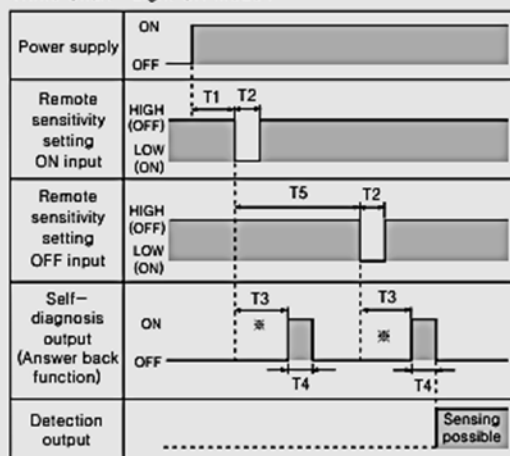 Power supply
ON
OFF
T1
T2
Remote
sensitivity
setting
ON input
HIGH
(OFF)
LOW
(ON)
Remote
sensitivity
setting
OFF input
HIGH
(OFF)
LOW
(ON)
T5
T2
Self-
diagnosis
output
(Answer back
function)
ON
OFF
T3
※
T4
T3
※
T4
Detection
output
Sensing
possible